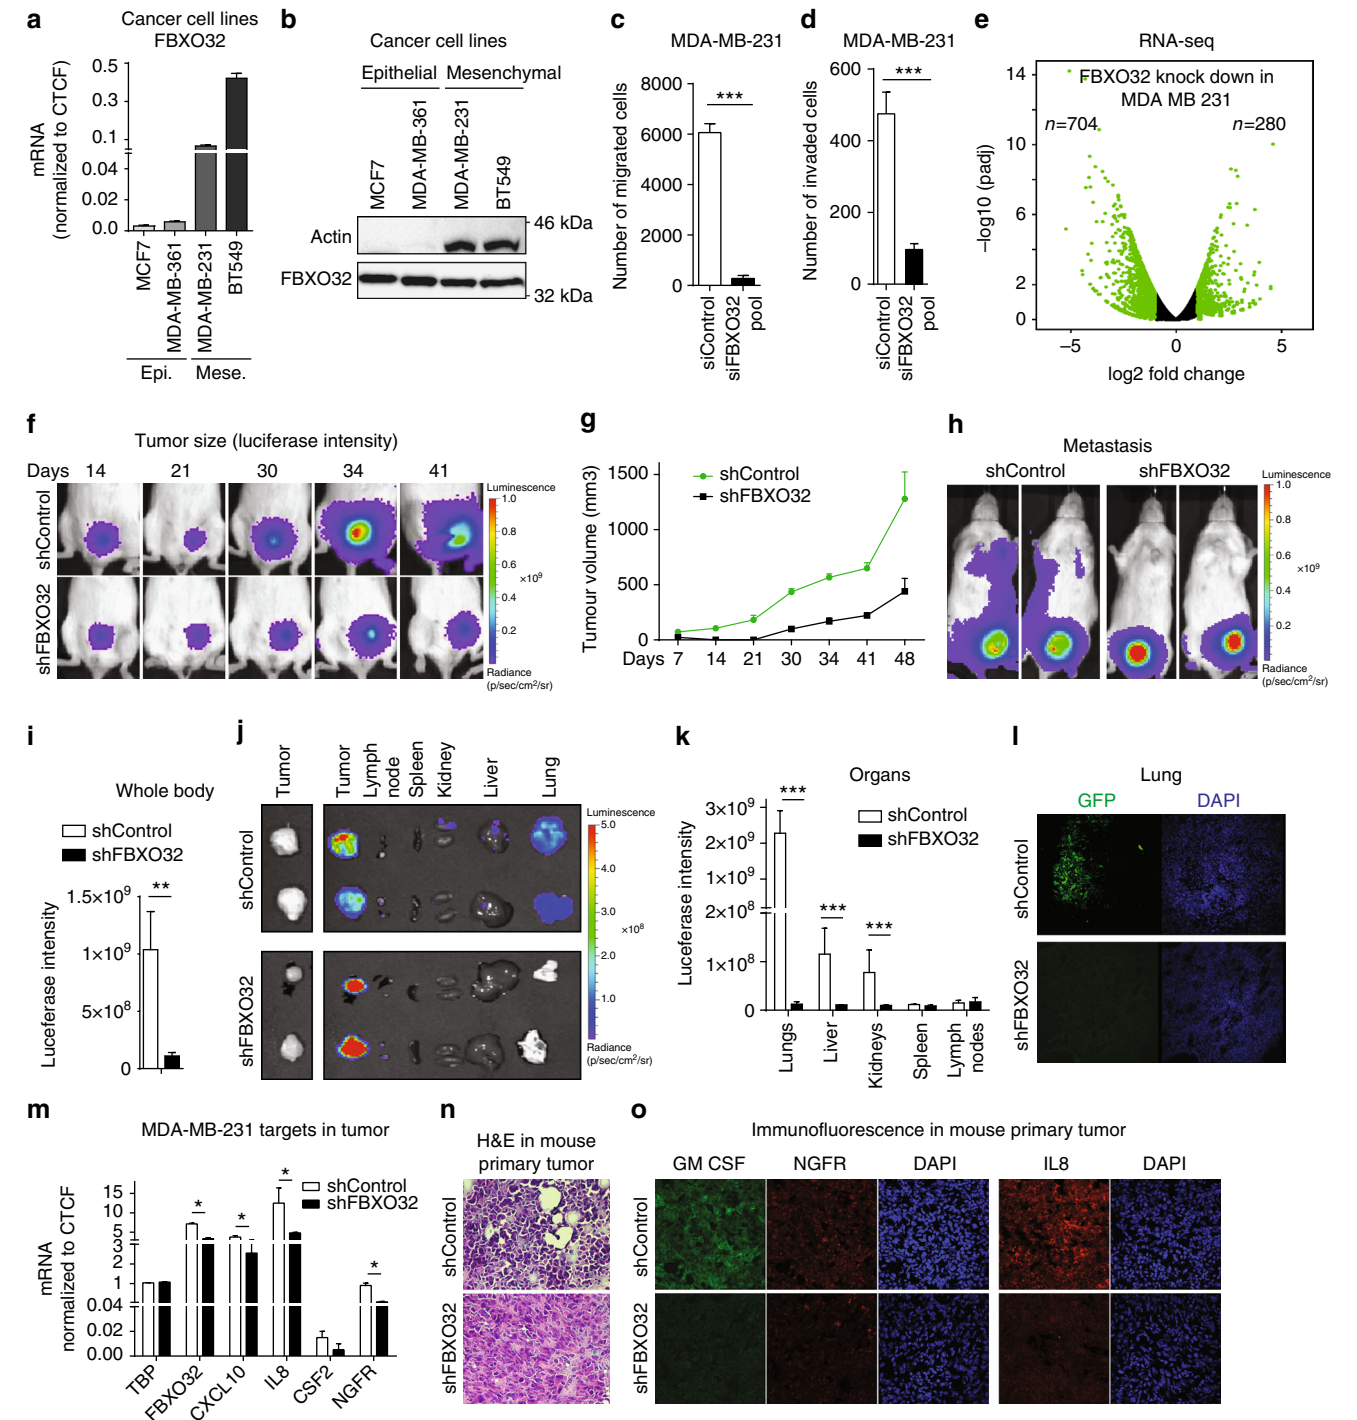 a
Cancer cell lines
FBXO32
mRNA
(normalized to CTCF)
0.5
0.3
0.1
0.04
0.02
0.0
MCF7
MDA-MB-361
MDA-MB-231
BT549
Epi.
Mese.
b
Cancer cell lines
Epithelial
Mesenchymal
MCF7
MDA-MB-361
MDA-MB-231
BT549
Actin
FBXO32
46 kDa
32 kDa
c
MDA-MB-231
Number of migrated cells
8000
6000
4000
2000
0
***
siControl
siFBXO32
pool
d
MDA-MB-231
Number of invaded cells
600
400
200
0
***
siControl
siFBXO32
pool
e
RNA-seq
FBXO32 knock down in
MDA MB 231
n=704
n=280
–log10 (padj)
14
10
6
2
0
–5
0
5
log2 fold change
f
Tumor size (luciferase intensity)
Days
14
21
30
34
41
shControl
shFBXO32
Luminescence
1.0
0.8
0.6
×10⁹
0.4
0.2
Radiance
(p/sec/cm²/sr)
g
Tumour volume (mm3)
1500
1000
500
0
shControl
shFBXO32
Days
7
14
21
30
34
41
48
h
Metastasis
shControl
shFBXO32
Luminescence
1.0
0.8
0.6
×10⁹
0.4
0.2
Radiance
(p/sec/cm²/sr)
i
Whole body
shControl
shFBXO32
Luceferase intensity
1.5×10⁹
1×10⁹
5×10⁸
0
**
j
Tumor
Tumor
Lymph
node
Spleen
Kidney
Liver
Lung
shControl
shFBXO32
Luminescence
5.0
4.0
3.0
×10⁸
2.0
1.0
Radiance
(p/sec/cm²/sr)
k
Organs
shControl
shFBXO32
Luceferase intensity
3×10⁹
2×10⁹
1×10⁹
2×10⁸
1×10⁸
0
***
***
***
Lungs
Liver
Kidneys
Spleen
Lymph
nodes
l
Lung
GFP
DAPI
shControl
shFBXO32
m
MDA-MB-231 targets in tumor
shControl
shFBXO32
mRNA
normalized to CTCF
15
10
5
3
2
1
0.04
0.02
0.00
*
*
*
*
TBP
FBXO32
CXCL10
IL8
CSF2
NGFR
n
H&E in mouse
primary tumor
shControl
shFBXO32
o
Immunofluorescence in mouse primary tumor
GM CSF
NGFR
DAPI
IL8
DAPI
shControl
shFBXO32